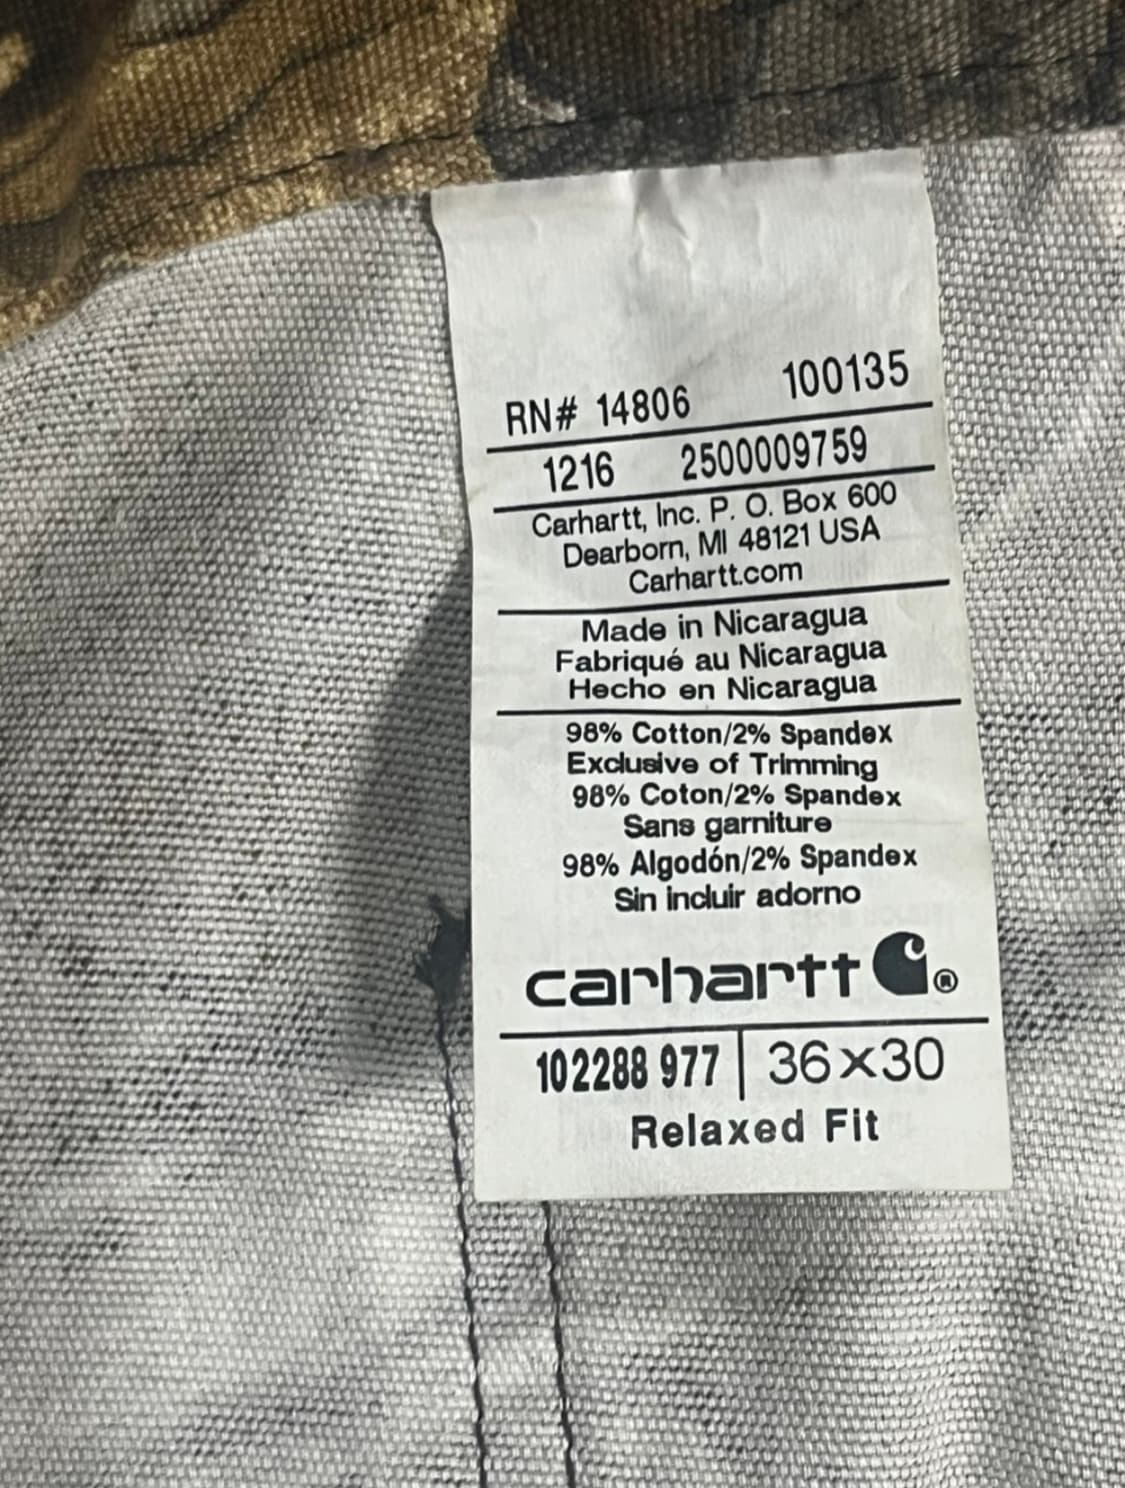 RN# 14806 100135
1216 2500009759
Carhartt, Inc. P. O. Box 600
Dearborn, MI 48121 USA
Carhartt.com
Made in Nicaragua
Fabriqué au Nicaragua
Hecho en Nicaragua
98% Cotton/2% Spandex
Exclusive of Trimming
98% Coton/2% Spandex
Sans garniture
98% Algodón/2% Spandex
Sin incluir adorno
carhartt ®
102288 977 | 36x30
Relaxed Fit